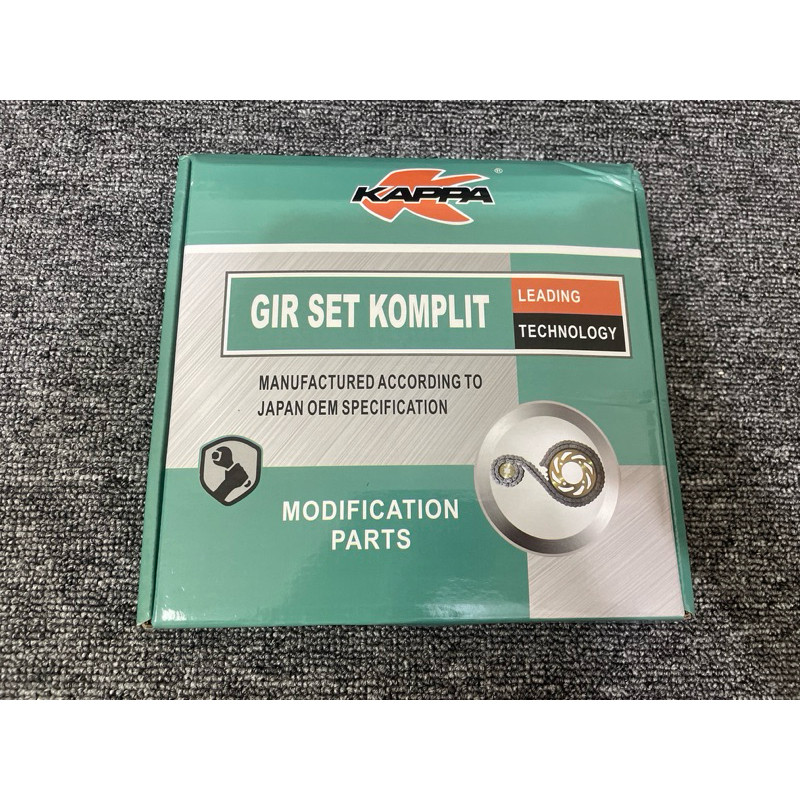 KAPPA ®
GIR SET KOMPLIT
LEADING
TECHNOLOGY
MANUFACTURED ACCORDING TO
JAPAN OEM SPECIFICATION
MODIFICATION
PARTS